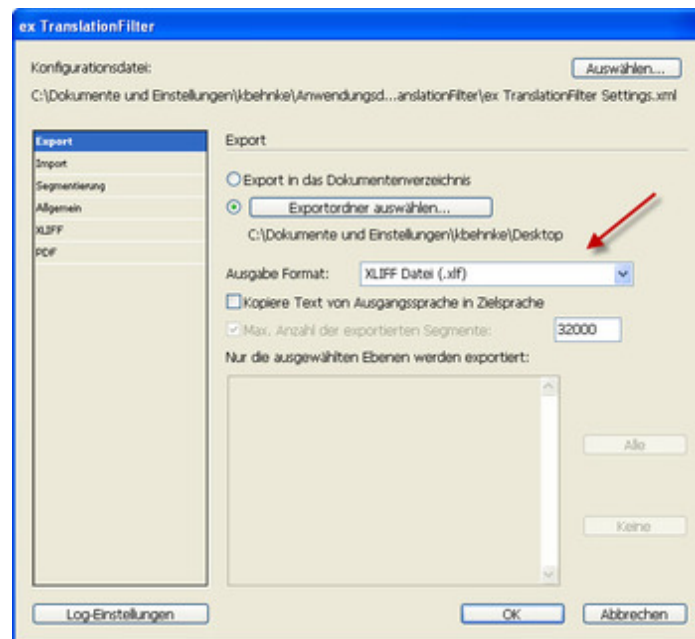 ex TranslationFilter
Konfigurationsdatei:
Auswählen...
C:\Dokumente und Einstellungen\kbehnke\Anwendungsd...anslationFilter\ex TranslationFilter Settings.xml
Export
Import
Segmentierung
Allgemein
XLIFF
PDF
Export
Export in das Dokumentenverzeichnis
Exportordner auswählen...
C:\Dokumente und Einstellungen\kbehnke\Desktop
Ausgabe Format: XLIFF Datei (.xlf)
Kopiere Text von Ausgangssprache in Zielsprache
Max. Anzahl der exportierten Segmente: 32000
Nur die ausgewählten Ebenen werden exportiert:
Alle
Keine
Log-Einstellungen
OK
Abbrechen